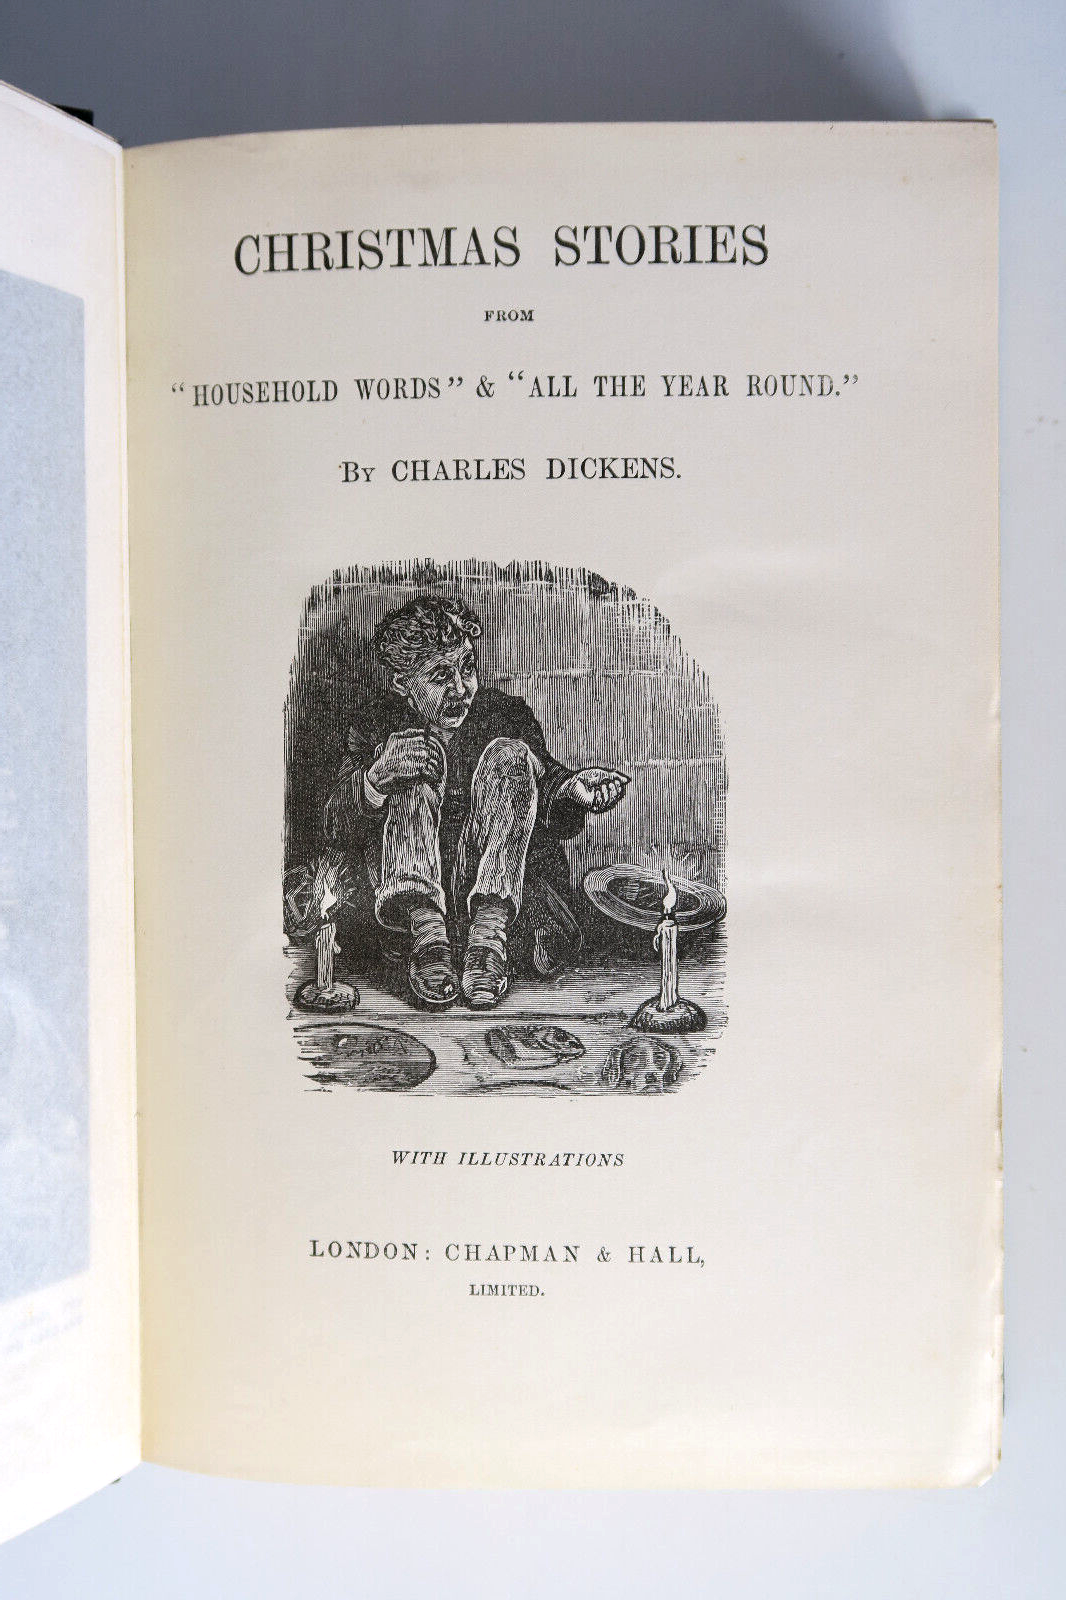 CHRISTMAS STORIES
FROM
“HOUSEHOLD WORDS” & “ALL THE YEAR ROUND.”
BY CHARLES DICKENS.
WITH ILLUSTRATIONS
LONDON: CHAPMAN & HALL,
LIMITED.